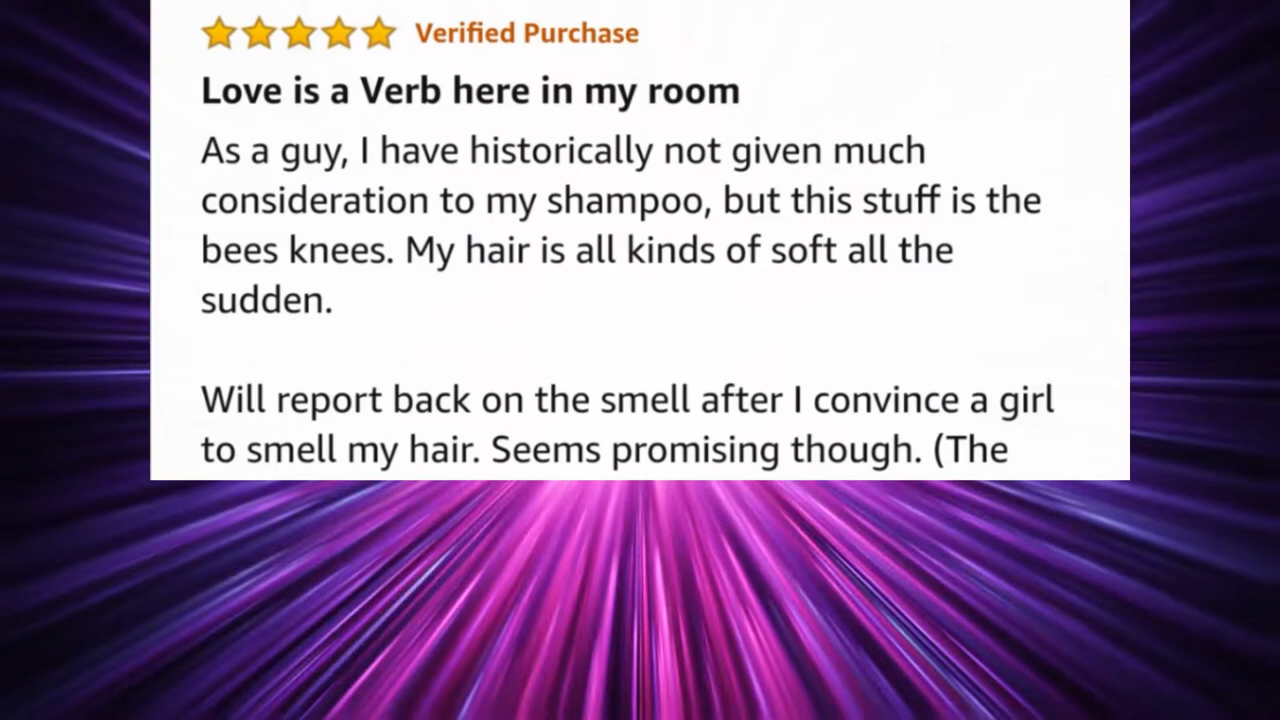 Verified Purchase
Love is a Verb here in my room
As a guy, I have historically not given much
consideration to my shampoo, but this stuff is the
bees knees. My hair is all kinds of soft all the
sudden.
Will report back on the smell after I convince a girl
to smell my hair. Seems promising though. (The